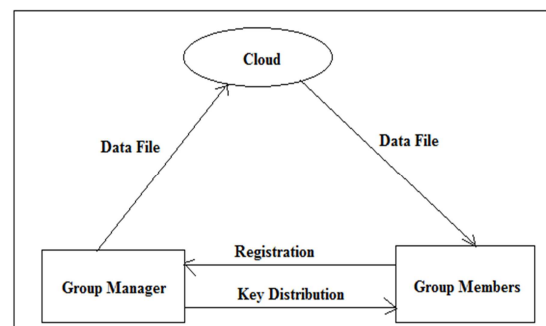 Cloud
Data File
Data File
Registration
Group Manager
Group Members
Key Distribution